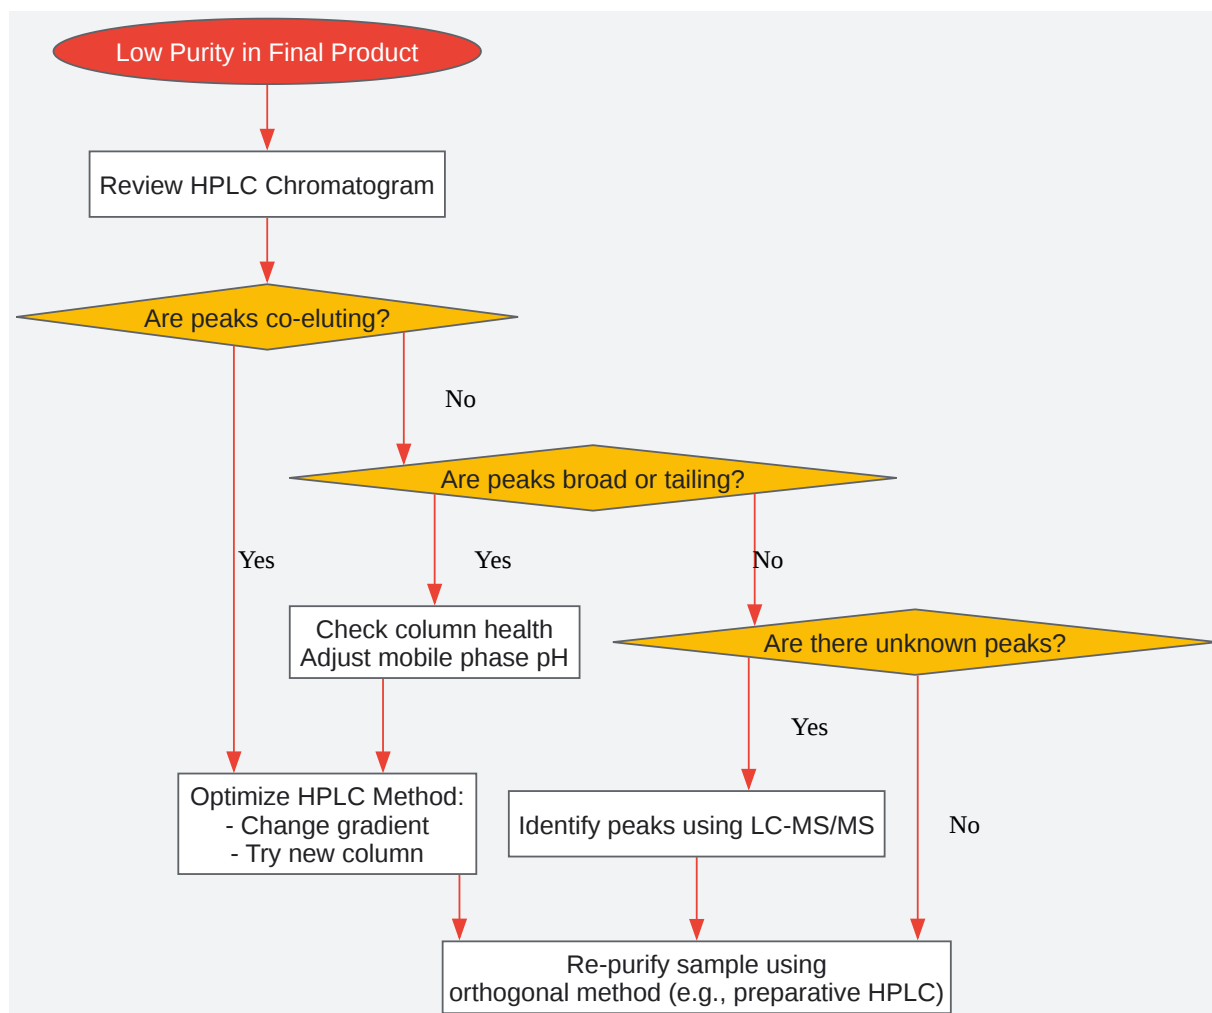 Low Purity in Final Product
Review HPLC Chromatogram
Are peaks co-eluting?
No
Are peaks broad or tailing?
Yes
Yes
No
Check column health
Adjust mobile phase pH
Are there unknown peaks?
Yes
Optimize HPLC Method:
- Change gradient
- Try new column
Identify peaks using LC-MS/MS
No
Re-purify sample using
orthogonal method (e.g., preparative HPLC)